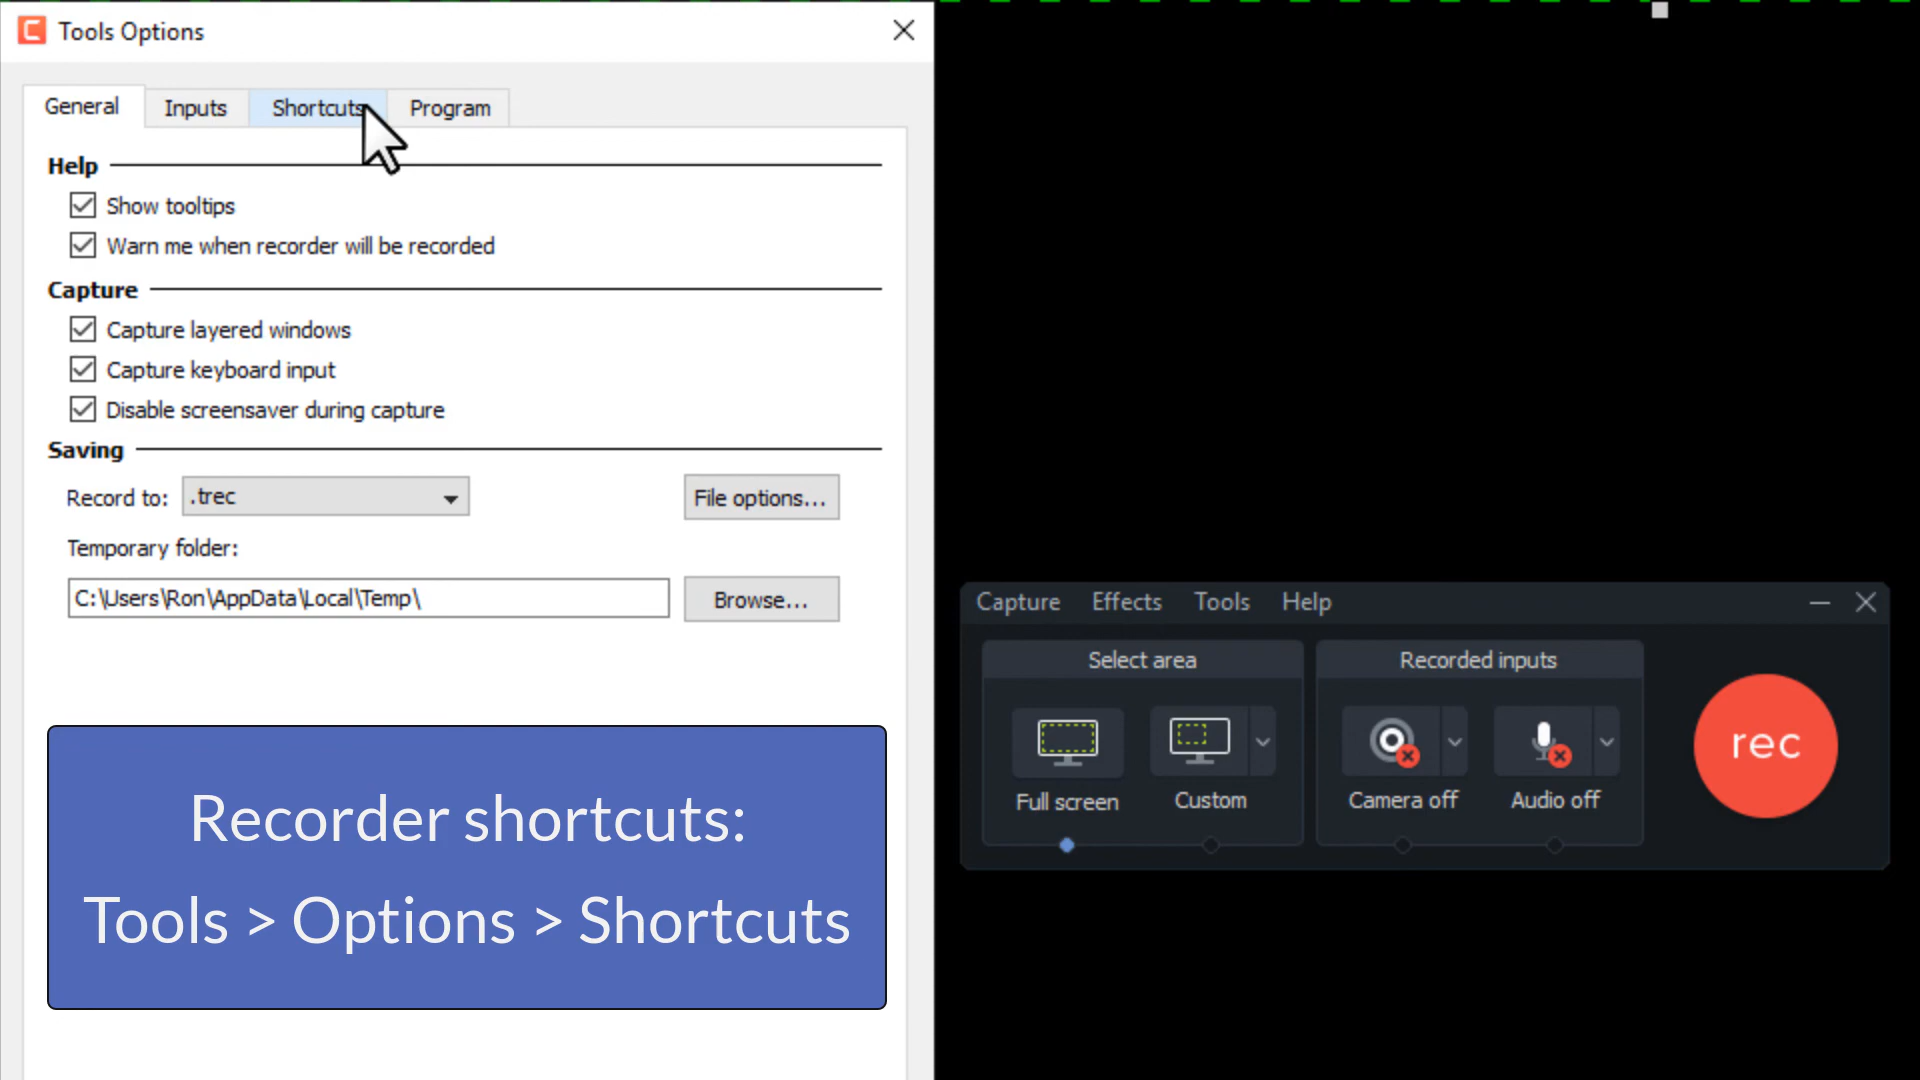 Tools Options
General
Inputs
Shortcuts
Program
Help
Show tooltips
Warn me when recorder will be recorded
Capture
Capture layered windows
Capture keyboard input
Disable screensaver during capture
Saving
Record to:
.trec
File options...
Temporary folder:
C:\Users\Ron\AppData\Local\Temp\
Browse...
Recorder shortcuts:
Tools > Options > Shortcuts
Capture
Effects
Tools
Help
Select area
Recorded inputs
Full screen
Custom
Camera off
Audio off
rec